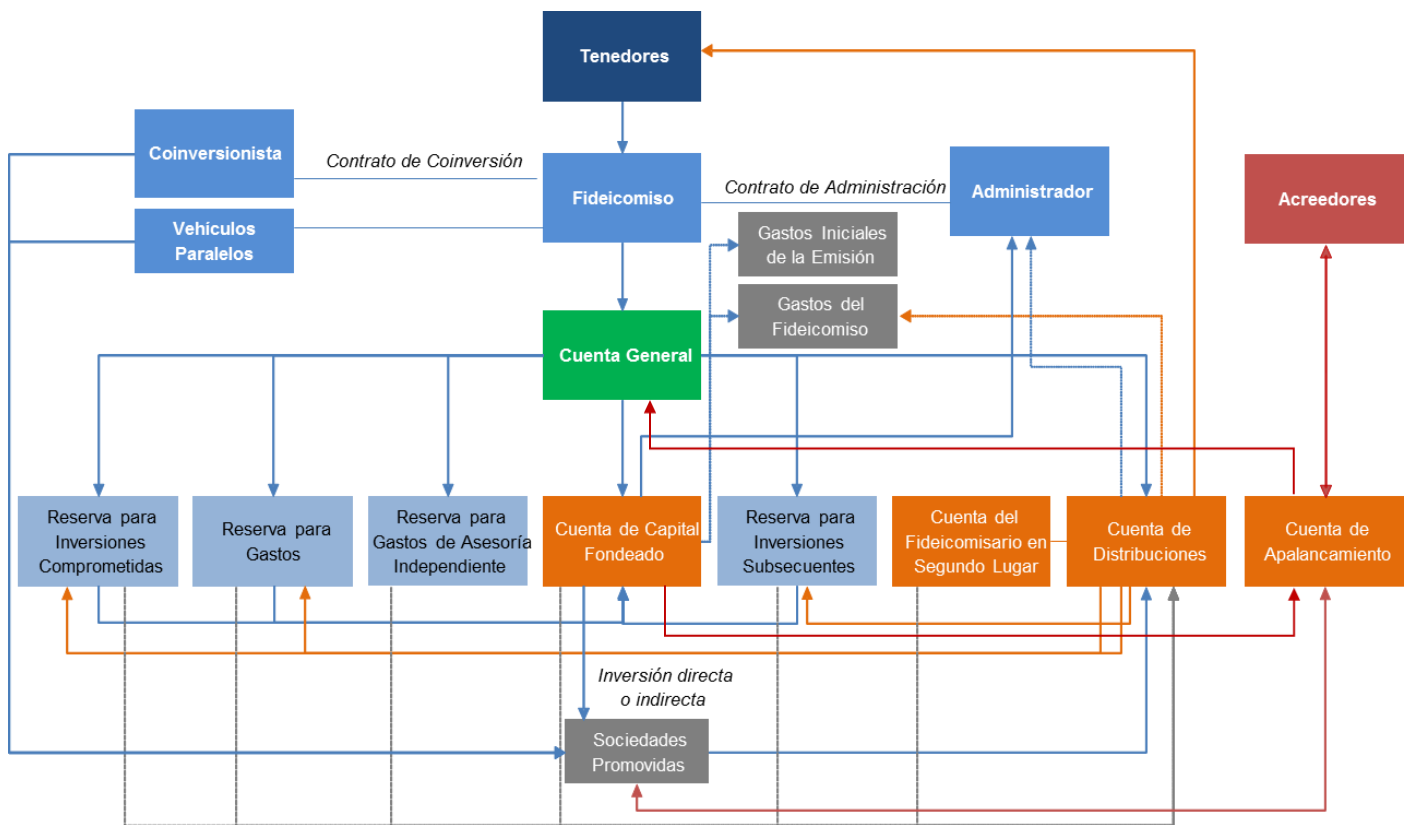 Tenedores
Coinversionista
Contrato de Coinversión
Fideicomiso
Contrato de Administración
Administrador
Acreedores
Vehículos
Paralelos
Gastos Iniciales
de la Emisión
Gastos del
Fideicomiso
Cuenta General
Reserva para
Inversiones
Comprometidas
Reserva para
Gastos
Reserva para
Gastos de Asesoría
Independiente
Cuenta de Capital
Fondeado
Reserva para
Inversiones
Subsecuentes
Cuenta del
Fideicomisario en
Segundo Lugar
Cuenta de
Distribuciones
Cuenta de
Apalancamiento
Inversión directa
o indirecta
Sociedades
Promovidas